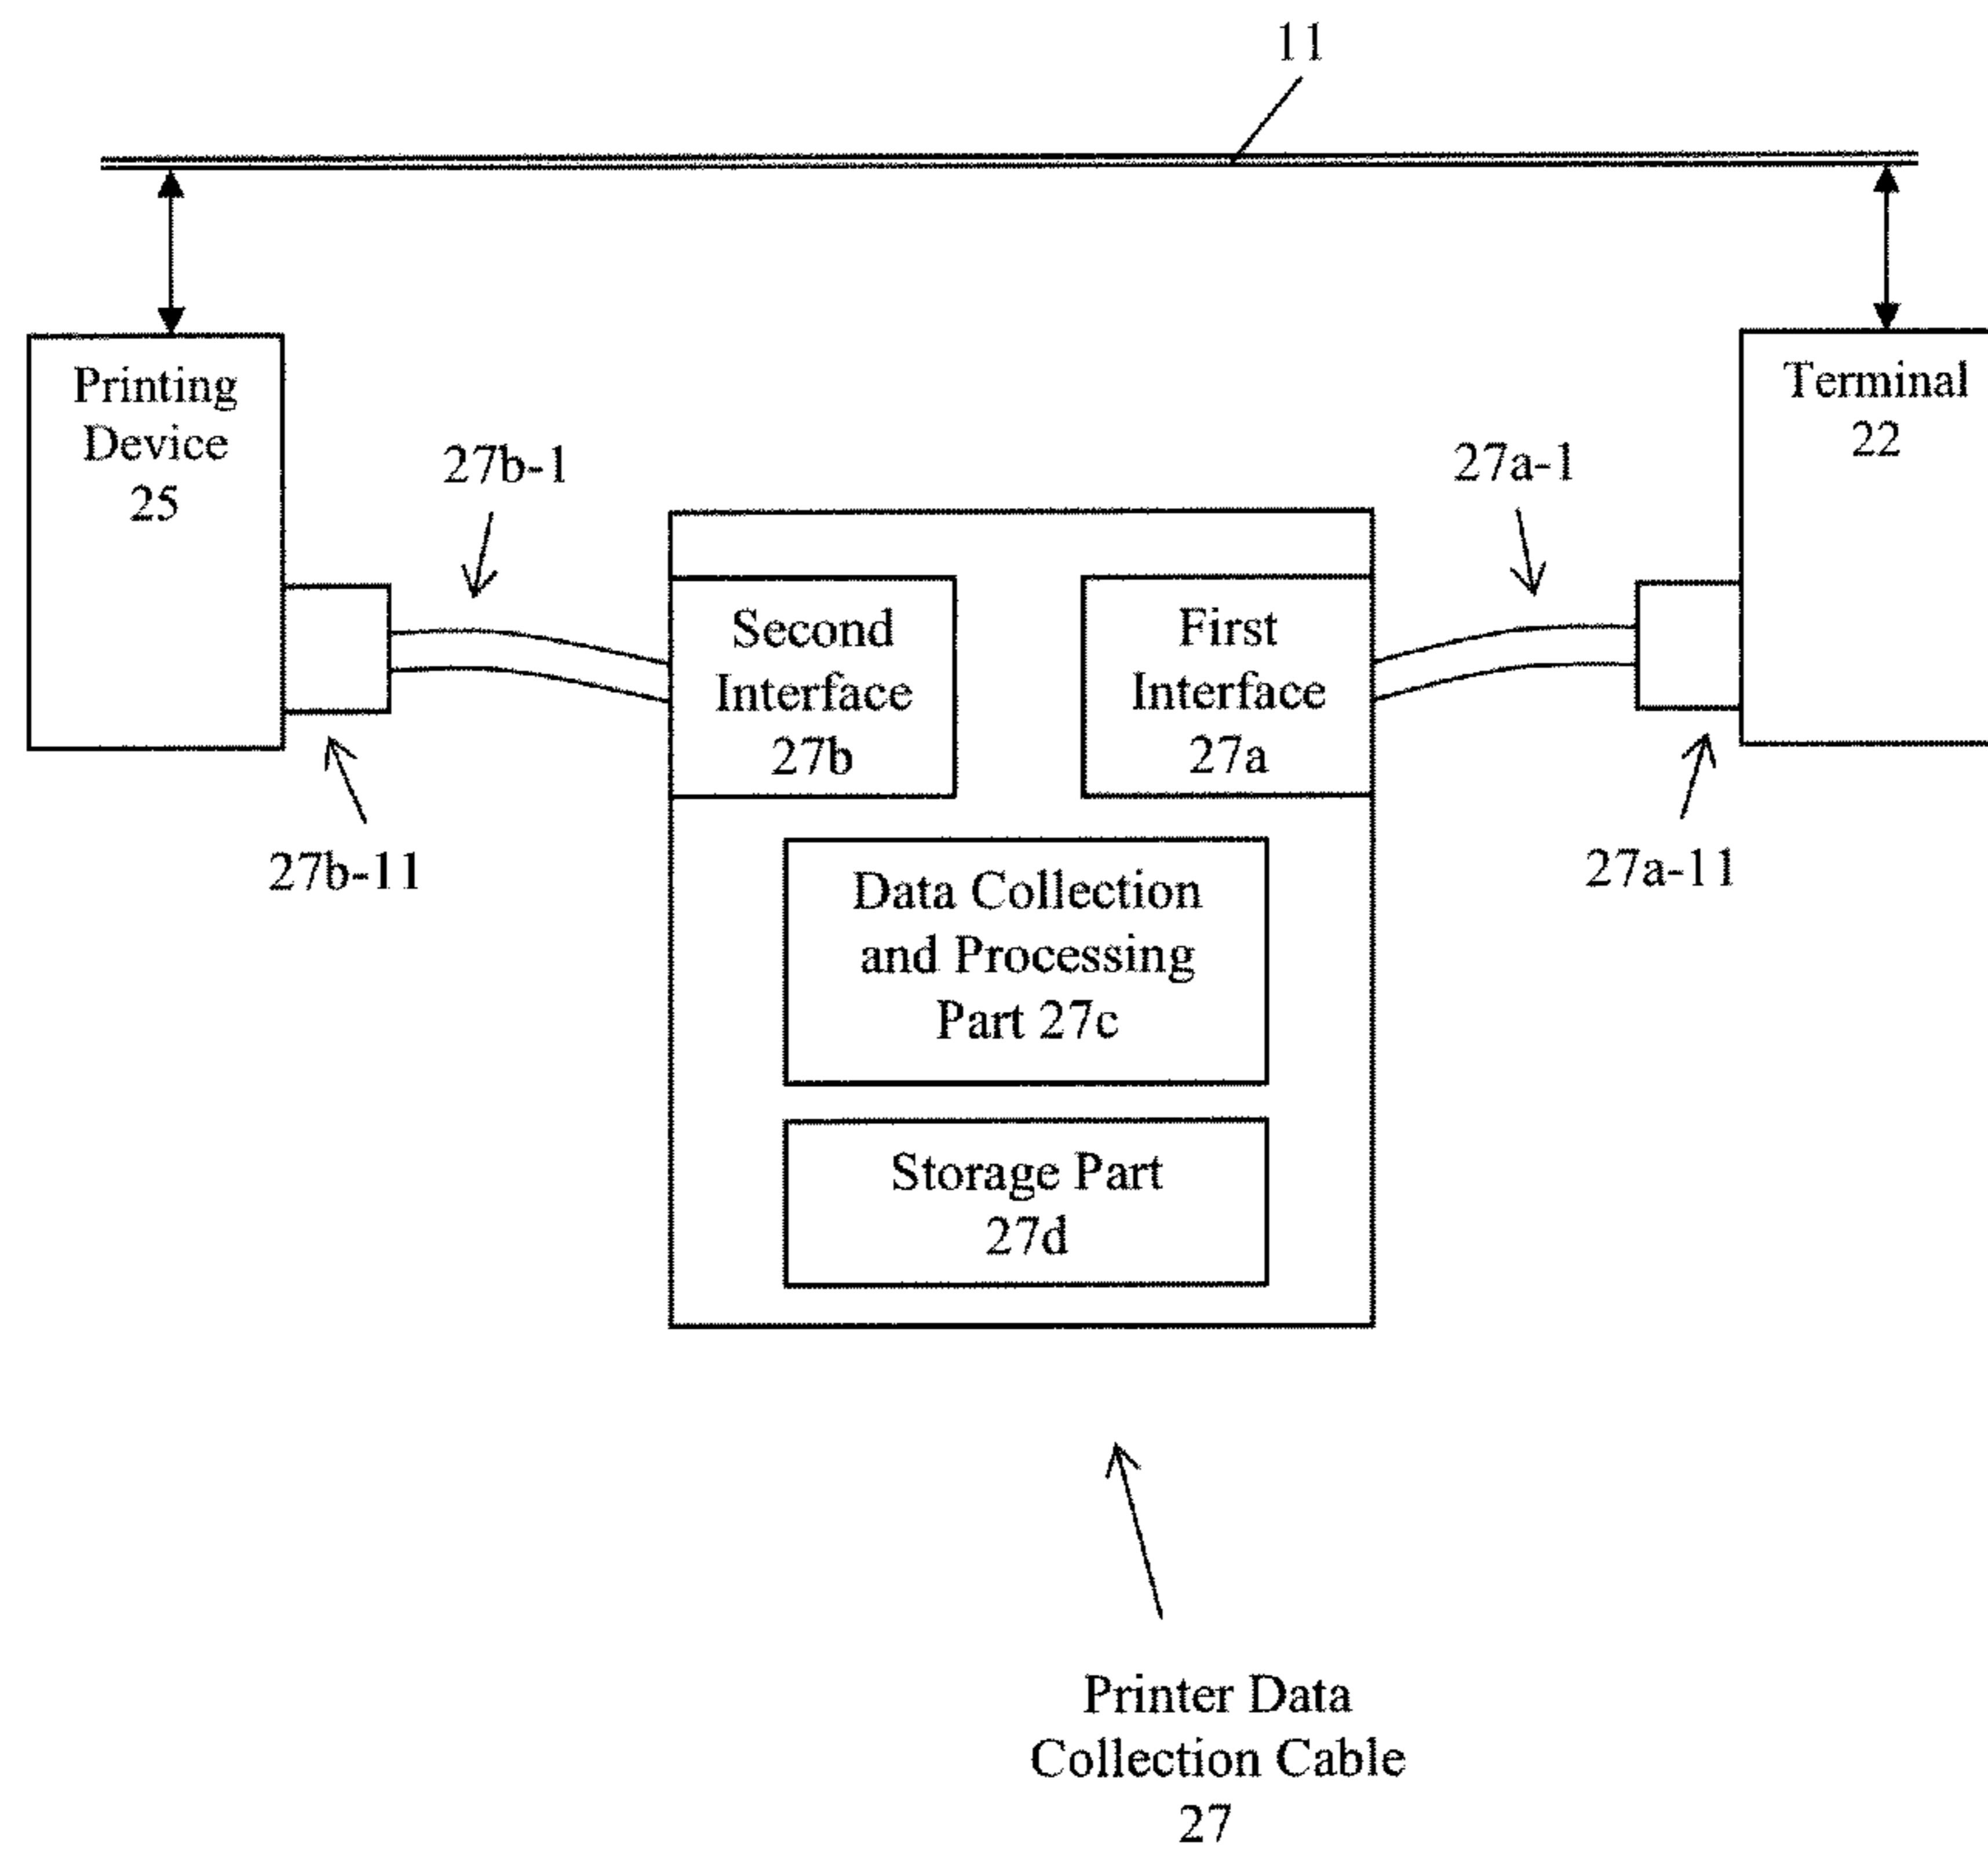 11
Printing
Device
25
Terminal
22
27b-1
27a-1
Second
Interface
27b
First
Interface
27a
27b-11
27a-11
Data Collection
and Processing
Part 27c
Storage Part
27d
Printer Data
Collection Cable
27